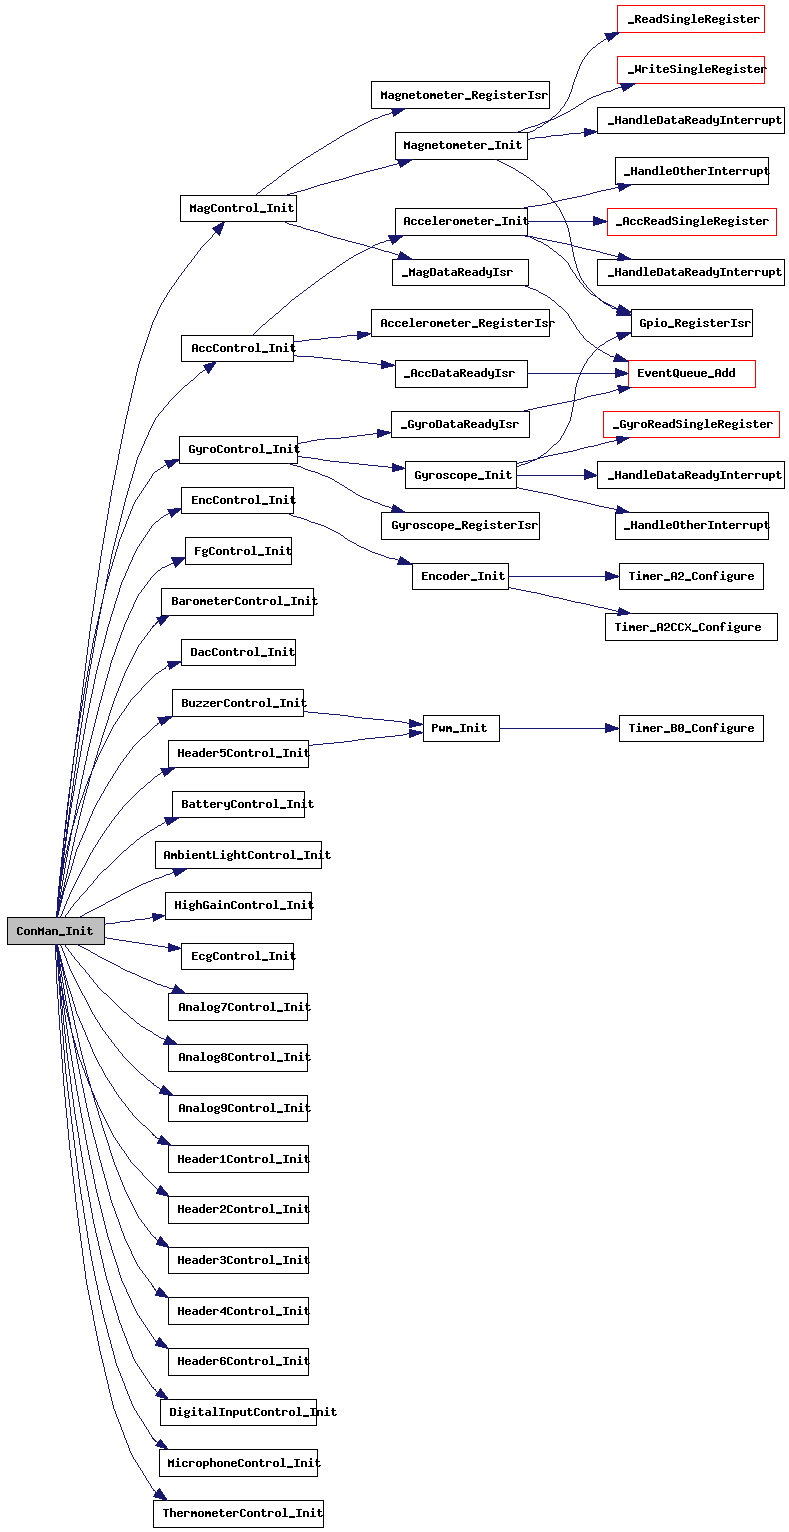 _ReadSingleRegister
_WriteSingleRegister
Magnetometer_RegisterIsr
_HandleDataReadyInterrupt
Magnetometer_Init
_HandleOtherInterrupt
MagControl_Init
Accelerometer_Init
_AccReadSingleRegister
_MagDataReadyIsr
_HandleDataReadyInterrupt
Accelerometer_RegisterIsr
Gpio_RegisterIsr
AccControl_Init
_AccDataReadyIsr
EventQueue_Add
_GyroDataReadyIsr
_GyroReadSingleRegister
GyroControl_Init
Gyroscope_Init
_HandleDataReadyInterrupt
EncControl_Init
Gyroscope_RegisterIsr
_HandleOtherInterrupt
FgControl_Init
Encoder_Init
Timer_A2_Configure
BarometerControl_Init
Timer_A2CCX_Configure
DacControl_Init
BuzzerControl_Init
Pwm_Init
Timer_B0_Configure
Header5Control_Init
BatteryControl_Init
AmbientLightControl_Init
HighGainControl_Init
ConMan_Init
EcgControl_Init
Analog7Control_Init
Analog8Control_Init
Analog9Control_Init
Header1Control_Init
Header2Control_Init
Header3Control_Init
Header4Control_Init
Header6Control_Init
DigitalInputControl_Init
MicrophoneControl_Init
ThermometerControl_Init